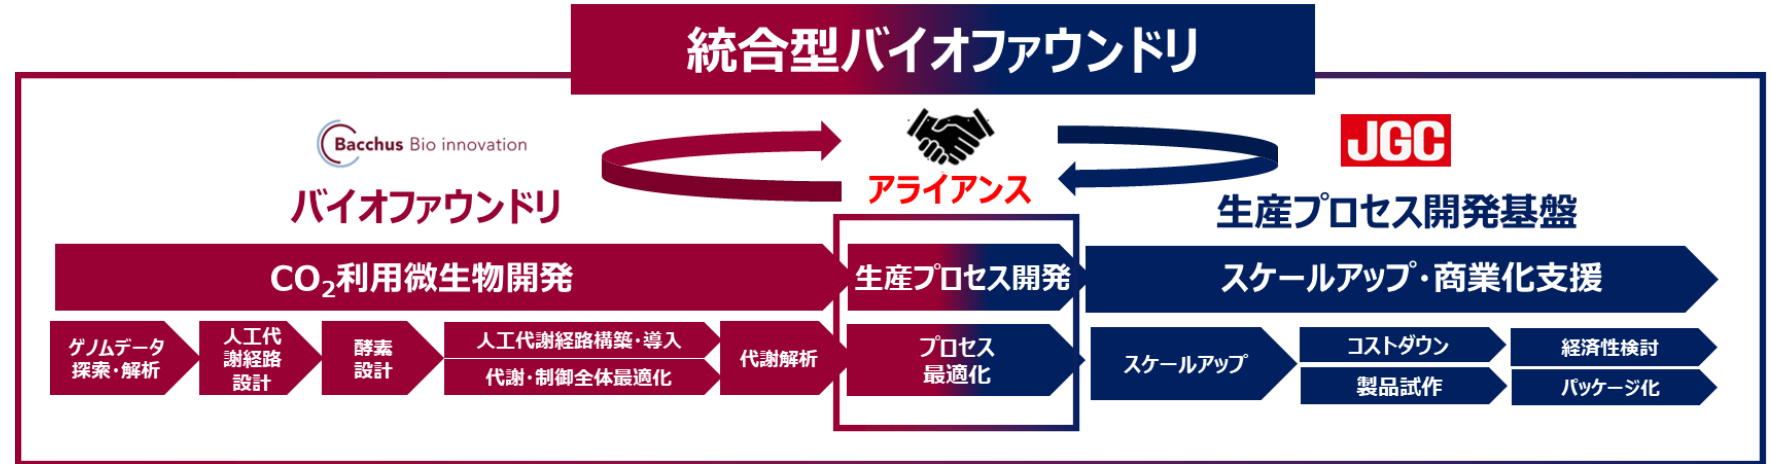 統合型バイオファウンドリ
Bacchus Bio innovation
JGC
アライアンス
バイオファウンドリ
生産プロセス開発基盤
CO₂利用微生物開発
生産プロセス開発
スケールアップ・商業化支援
ゲノムデータ
探索・解析
人工代
謝経路
設計
酵素
設計
人工代謝経路構築・導入
代謝・制御全体最適化
代謝解析
プロセス
最適化
スケールアップ
コストダウン
製品試作
経済性検討
パッケージ化